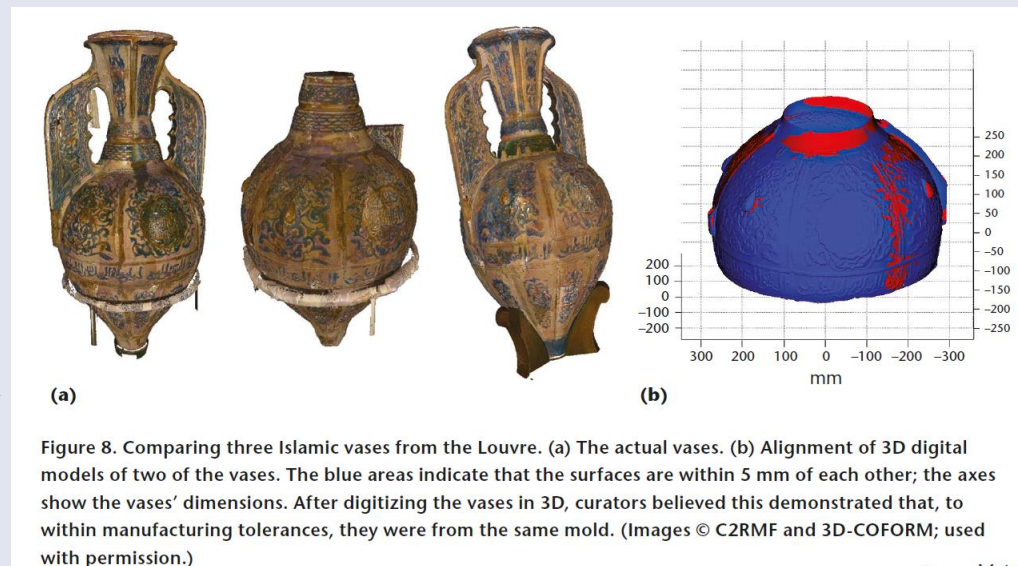 250
200
150
100
50
0
−50
−100
−150
−200
−250
200
100
0
−100
−200
300 200 100 0 −100 −200 −300
mm
(a)
(b)
Figure 8. Comparing three Islamic vases from the Louvre. (a) The actual vases. (b) Alignment of 3D digital
models of two of the vases. The blue areas indicate that the surfaces are within 5 mm of each other; the axes
show the vases’ dimensions. After digitizing the vases in 3D, curators believed this demonstrated that, to
within manufacturing tolerances, they were from the same mold. (Images © C2RMF and 3D-COFORM; used
with permission.)